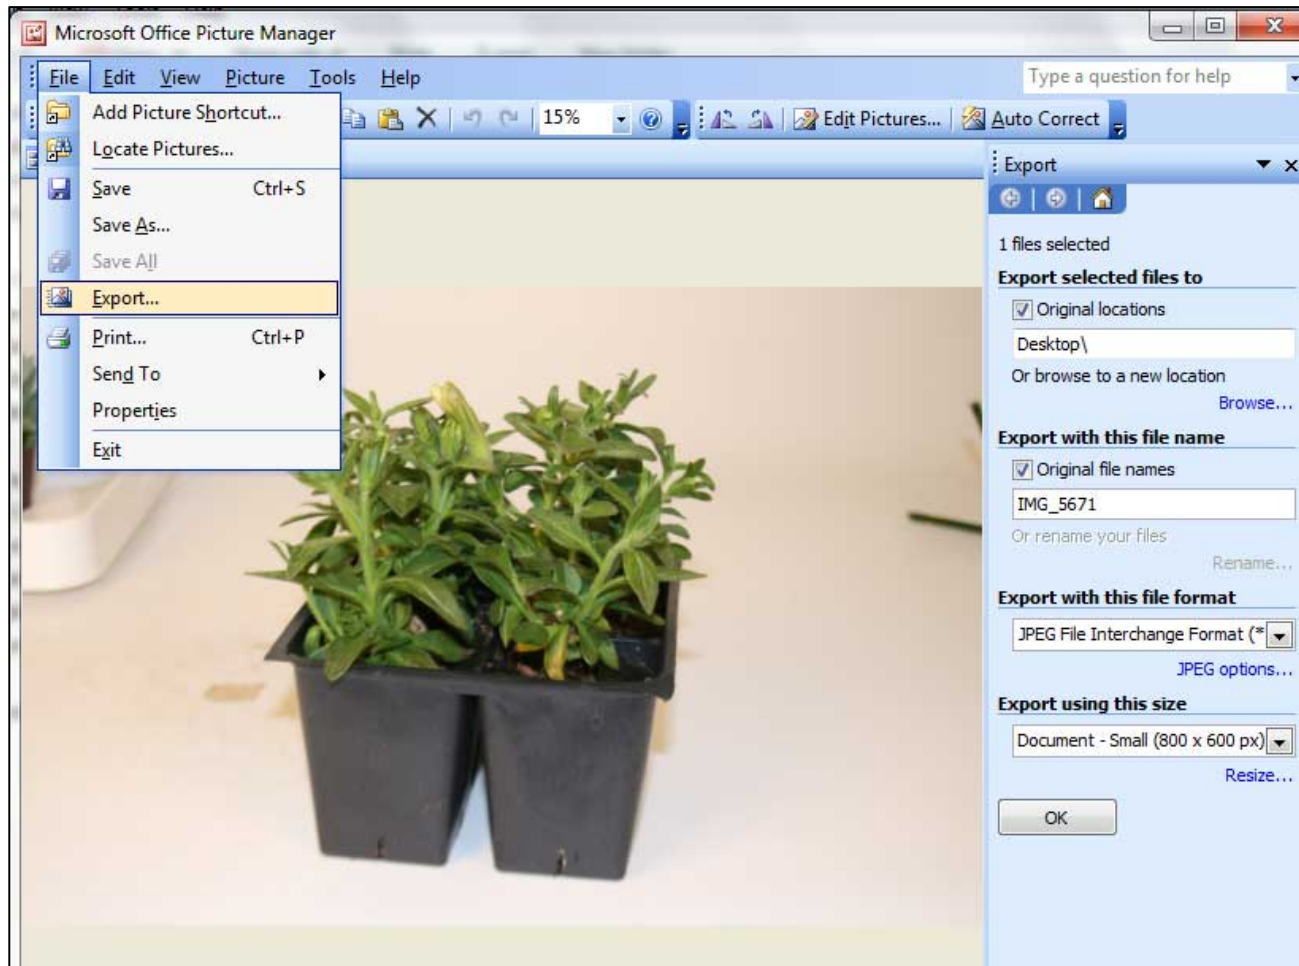 Microsoft Office Picture Manager
File Edit View Picture Tools Help
Type a question for help
15%
Edit Pictures...
Auto Correct
Add Picture Shortcut...
Locate Pictures...
Save Ctrl+S
Save As...
Save All
Export...
Print... Ctrl+P
Send To
Properties
Exit
Export
1 files selected
Export selected files to
Original locations
Desktop\
Or browse to a new location
Browse...
Export with this file name
Original file names
IMG_5671
Or rename your files
Rename...
Export with this file format
JPEG File Interchange Format (*
JPEG options...
Export using this size
Document - Small (800 x 600 px)
Resize...
OK